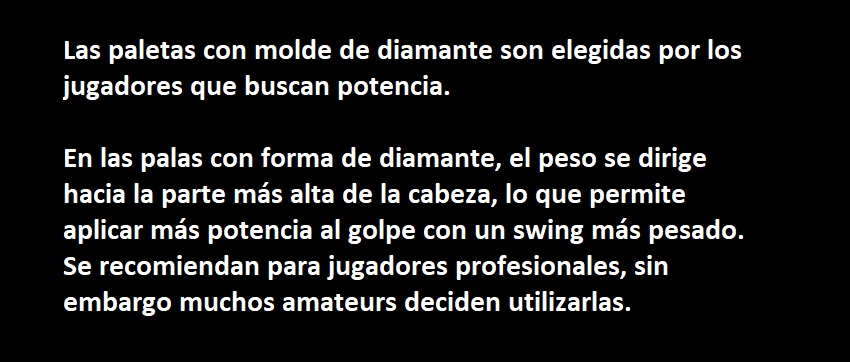 Las paletas con molde de diamante son elegidas por los
jugadores que buscan potencia.
En las palas con forma de diamante, el peso se dirige
hacia la parte más alta de la cabeza, lo que permite
aplicar más potencia al golpe con un swing más pesado.
Se recomiendan para jugadores profesionales, sin
embargo muchos amateurs deciden utilizarlas.